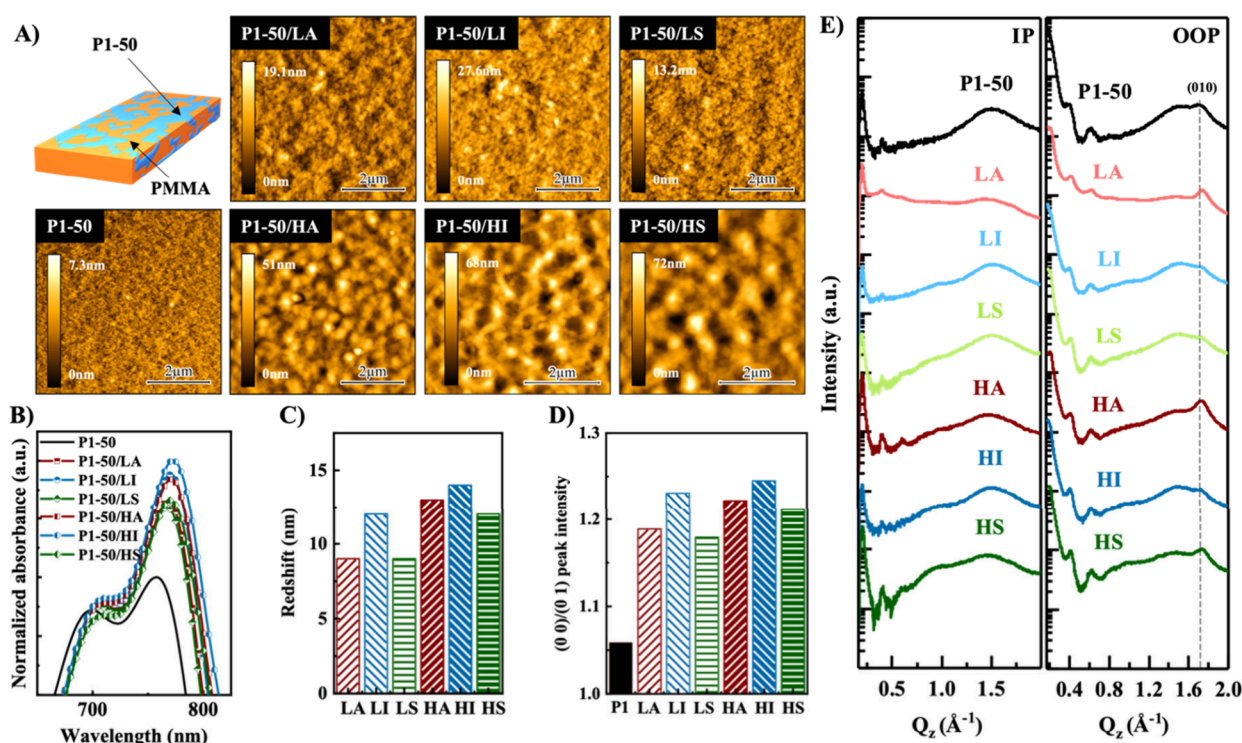 A)
P1-50
PMMA
P1-50/LA
19.1nm
0nm
2μm
P1-50/LI
27.6nm
0nm
2μm
P1-50/LS
13.2nm
0nm
2μm
P1-50
7.3nm
0nm
2μm
P1-50/HA
51nm
0nm
2μm
P1-50/HI
68nm
0nm
2μm
P1-50/HS
72nm
0nm
2μm
B)
Normalized absorbance (a.u.)
P1-50
P1-50/LA
P1-50/LI
P1-50/LS
P1-50/HA
P1-50/HI
P1-50/HS
700 800
Wavelength (nm)
C)
Redshift (nm)
15
10
5
0
LA LI LS HA HI HS
D)
(0 0)/(0 1) peak intensity
1.3
1.2
1.1
1.0
P1 LA LI LS HA HI HS
E)
Intensity (a.u.)
IP
P1-50
LA
LI
LS
HA
HI
HS
0.5 1.0 1.5
Qz (Å-1)
OOP
P1-50
(010)
LA
LI
LS
HA
HI
HS
0.4 0.8 1.2 1.6 2.0
Qz (Å-1)